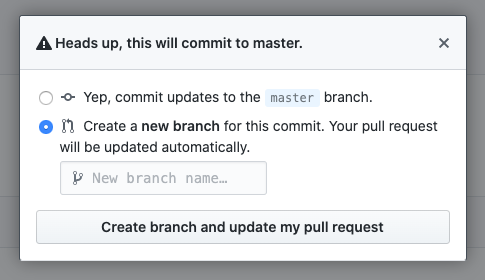 Heads up, this will commit to master.
Yep, commit updates to the master branch.
Create a new branch for this commit. Your pull request
will be updated automatically.
New branch name…
Create branch and update my pull request